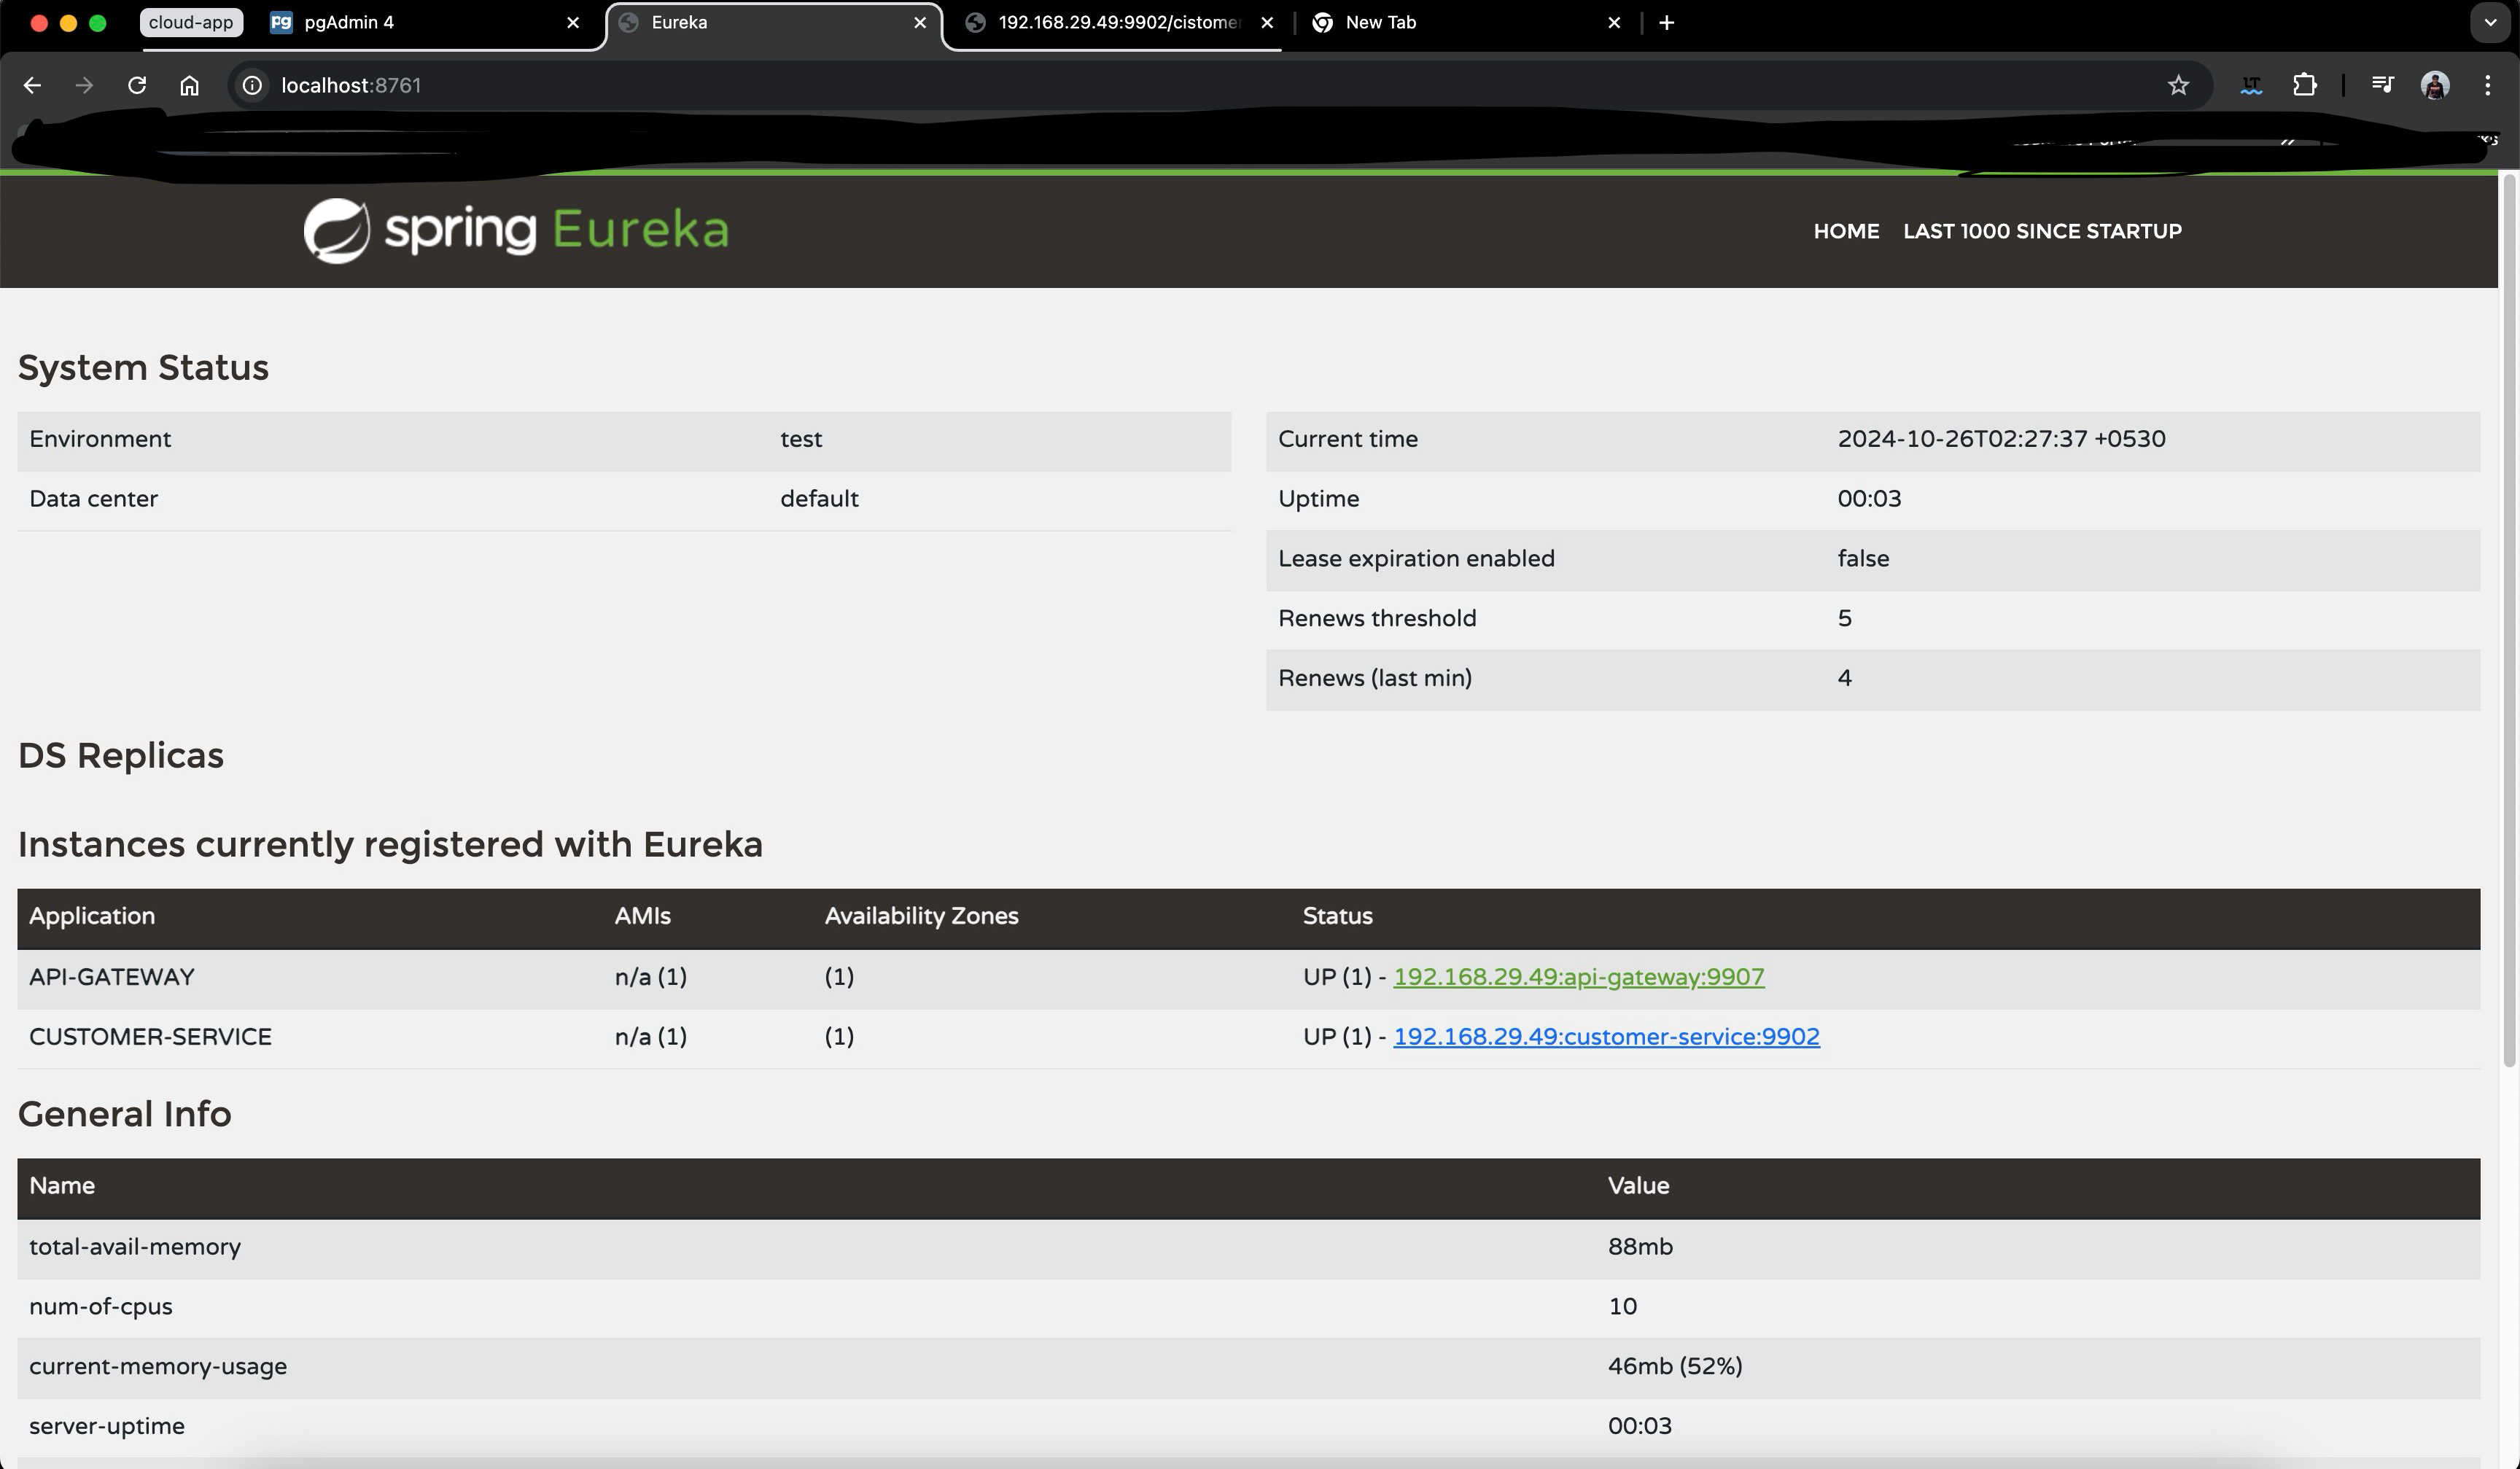 cloud-app pgAdmin 4 Eureka 192.168.29.49:9902/cistomer New Tab
localhost:8761
spring Eureka HOME LAST 1000 SINCE STARTUP
System Status
Environment test Current time 2024-10-26T02:27:37 +0530
Data center default Uptime 00:03
Lease expiration enabled false
Renews threshold 5
Renews (last min) 4
DS Replicas
Instances currently registered with Eureka
Application AMIs Availability Zones Status
API-GATEWAY n/a (1) (1) UP (1) - 192.168.29.49:api-gateway:9907
CUSTOMER-SERVICE n/a (1) (1) UP (1) - 192.168.29.49:customer-service:9902
General Info
Name Value
total-avail-memory 88mb
num-of-cpus 10
current-memory-usage 46mb (52%)
server-uptime 00:03